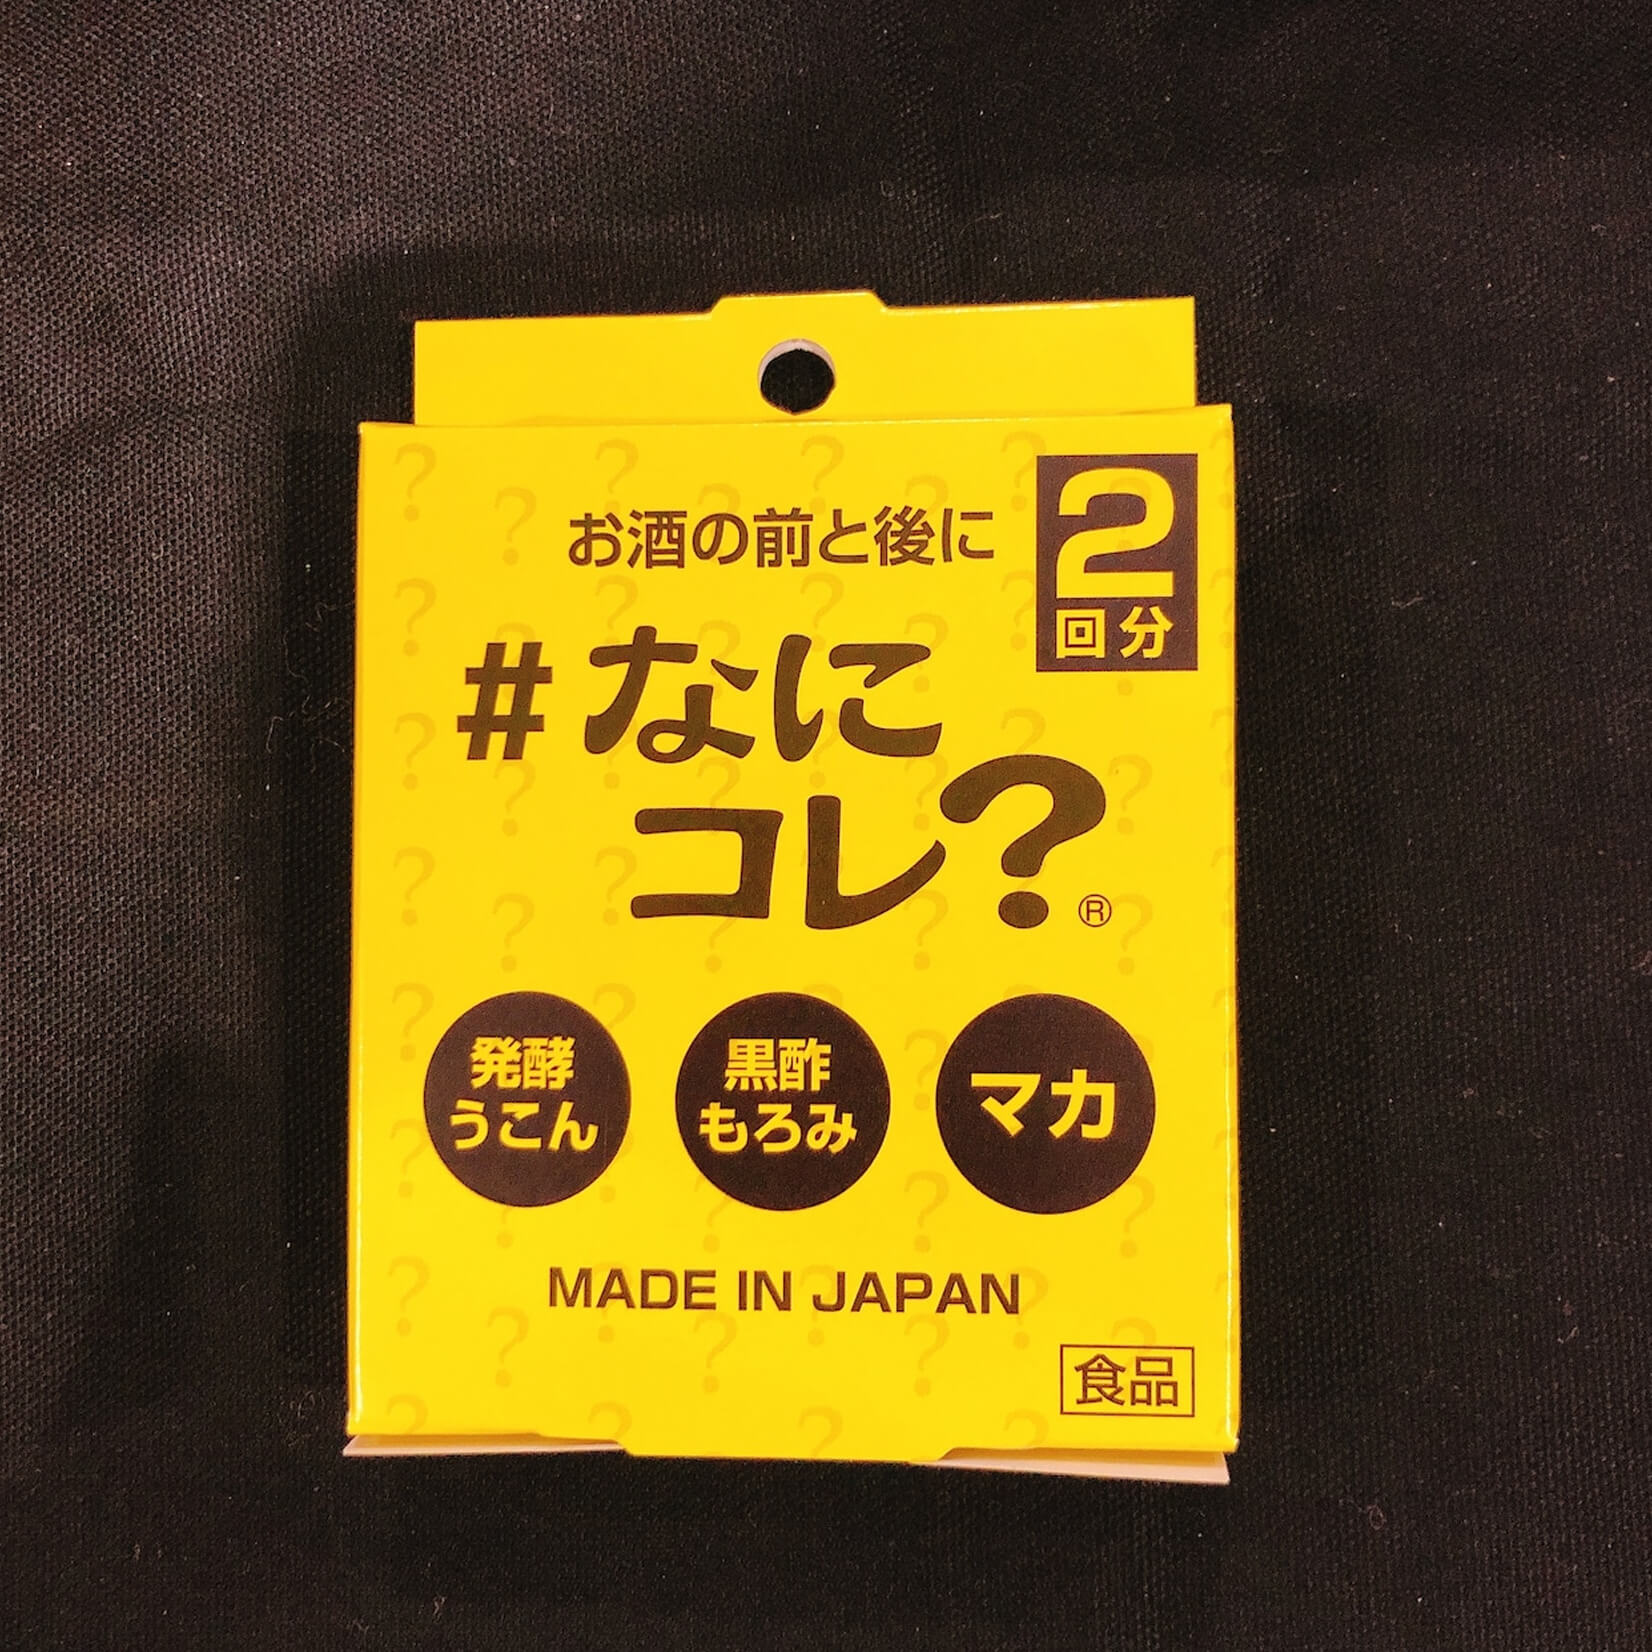 お酒の前と後に
2
回分
#なに
コレ?®
発酵
うこん
黒酢
もろみ
マカ
MADE IN JAPAN
食品